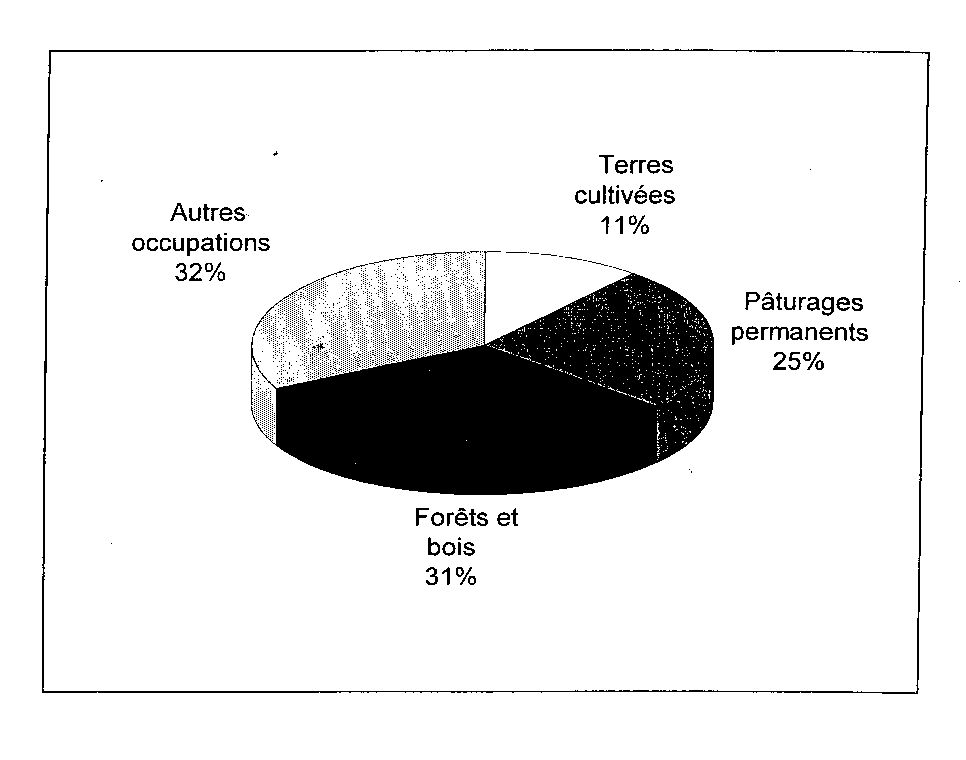 Terres
cultivées
11%
Autres
occupations
32%
Pâturages
permanents
25%
Forêts et
bois
31%